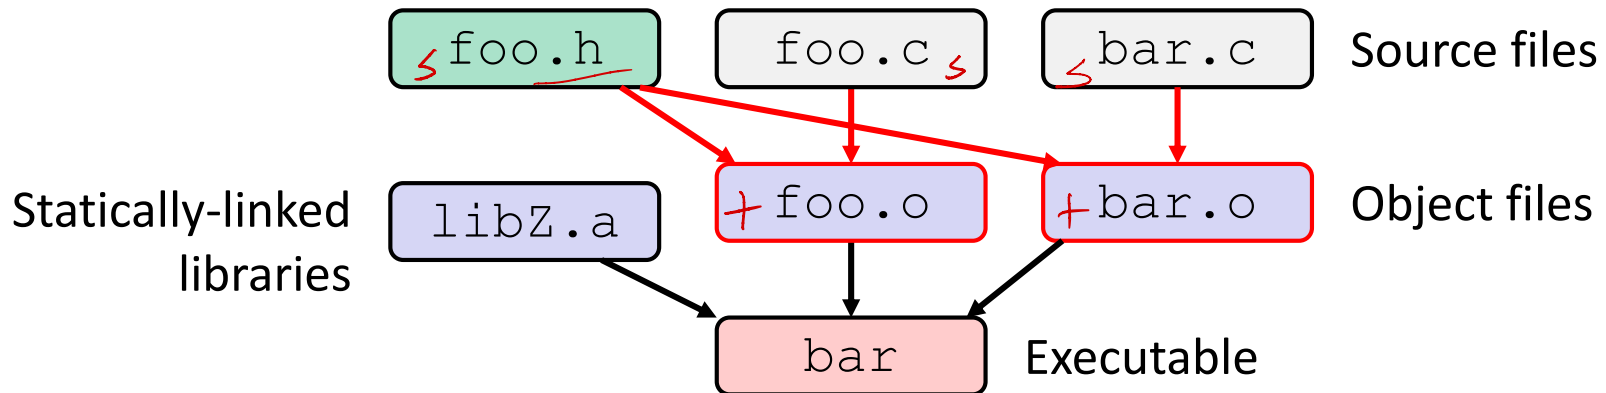 s foo.h
foo.c s
s bar.c
Source files
Statically-linked
libraries
libZ.a
+ foo.o
+ bar.o
Object files
bar
Executable